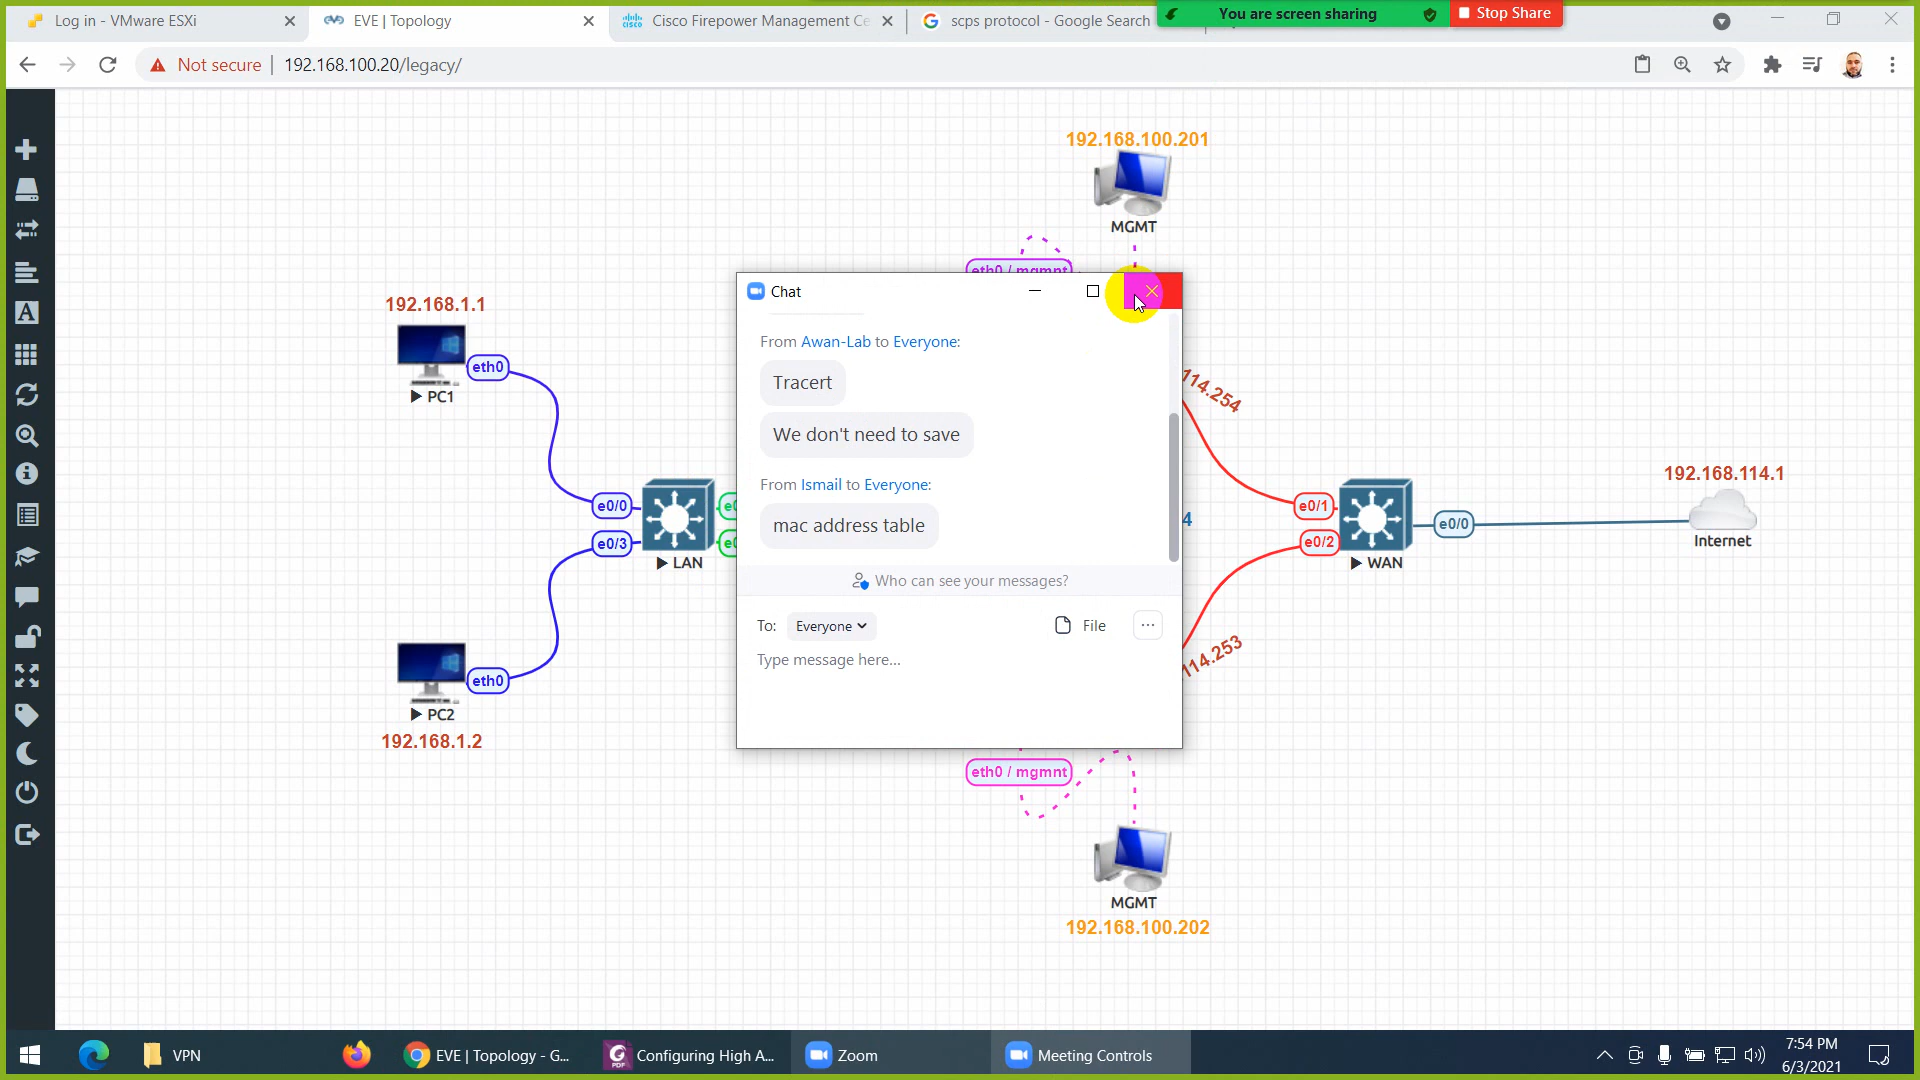 Log in - VMware ESXi
EVE | Topology
Cisco Firepower Management Ce
scps protocol - Google Search
You are screen sharing
Stop Share
Not secure
192.168.100.20/legacy/
192.168.100.201
MGMT
eth0 / mgmnt
192.168.1.1
eth0
PC1
e0/0
e0/3
LAN
eth0
PC2
192.168.1.2
Chat
From Awan-Lab to Everyone:
Tracert
We don't need to save
From Ismail to Everyone:
mac address table
Who can see your messages?
To: Everyone
File
Type message here...
114.254
4
114.253
e0/1
e0/2
WAN
e0/0
192.168.114.1
Internet
eth0 / mgmnt
MGMT
192.168.100.202
VPN
EVE | Topology - G...
Configuring High A...
Zoom
Meeting Controls
7:54 PM
6/3/2021